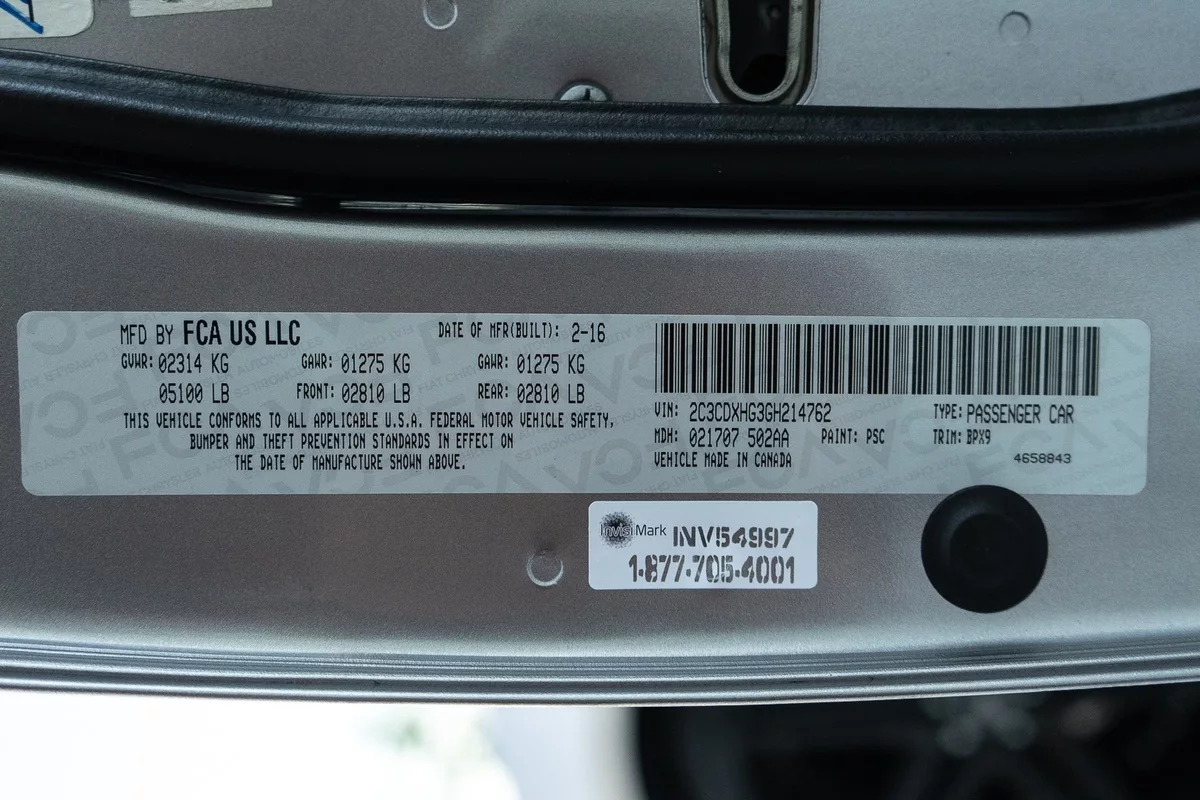 MFD BY FCA US LLC DATE OF MFR(BUILT): 2-16
GVWR: 02314 KG GAWR: 01275 KG GAWR: 01275 KG
05100 LB FRONT: 02810 LB REAR: 02810 LB
THIS VEHICLE CONFORMS TO ALL APPLICABLE U.S.A. FEDERAL MOTOR VEHICLE SAFETY,
BUMPER AND THEFT PREVENTION STANDARDS IN EFFECT ON
THE DATE OF MANUFACTURE SHOWN ABOVE.
VIN: 2C3CDXHG3GH214762 TYPE: PASSENGER CAR
MDH: 021707 502AA PAINT: PSC TRIM: BPX9
VEHICLE MADE IN CANADA 4658843
InvisiMark INV54997
1-877-705-4001